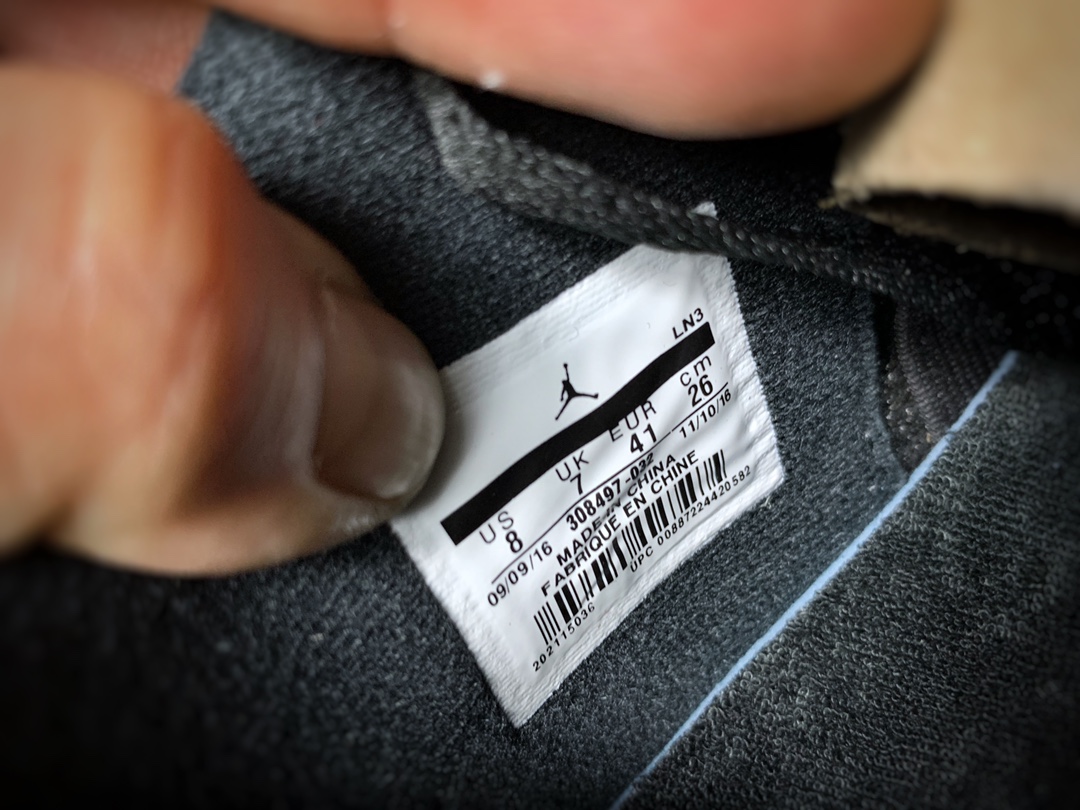 LN3
US UK EUR cm
8 7 41 26
09/09/16 308497-032 11/10/16
MADE IN CHINA
FABRIQUE EN CHINE
202115036 UPC 00887224420582